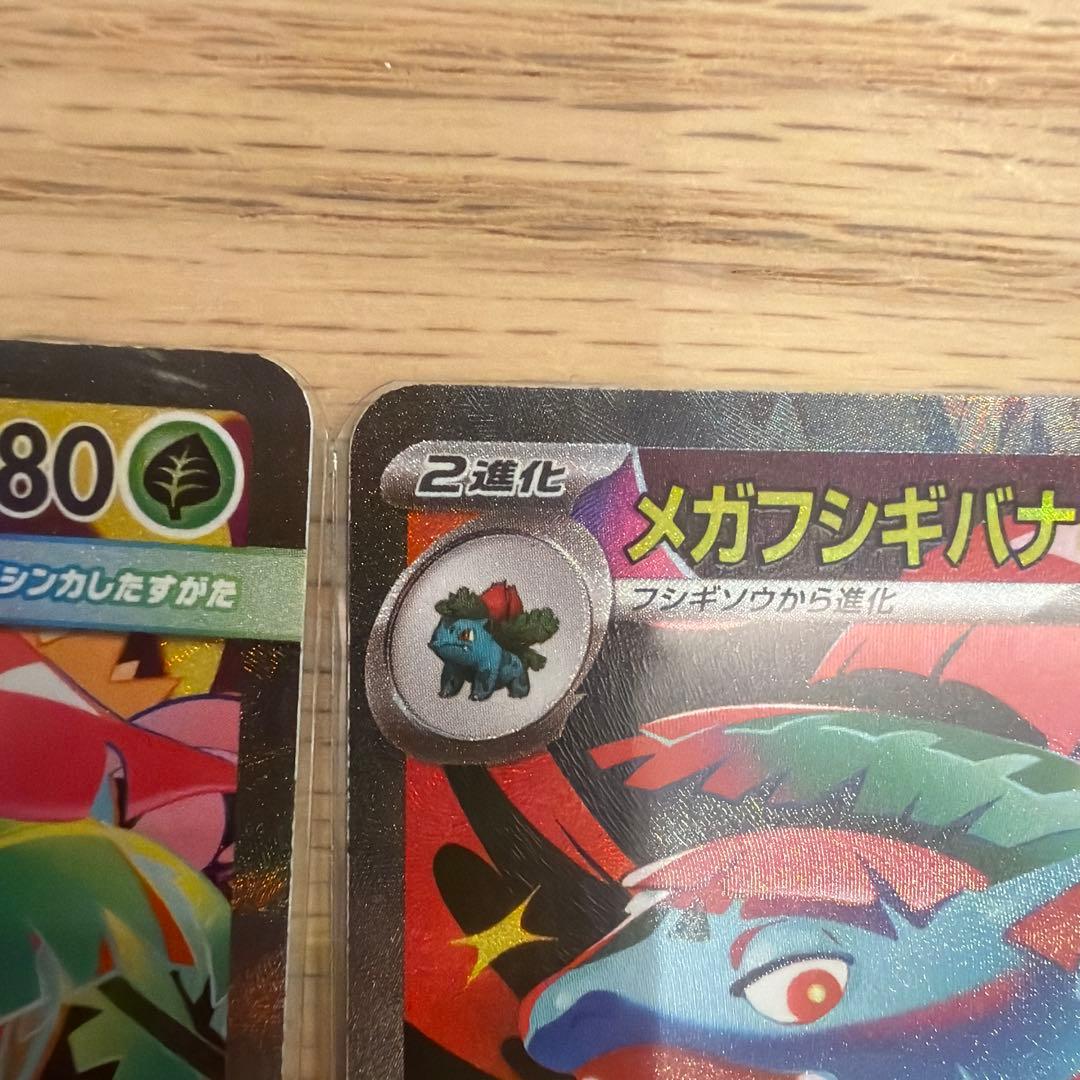 80
シンカしたすがた
2進化
メガフシギバナ
フシギソウから進化